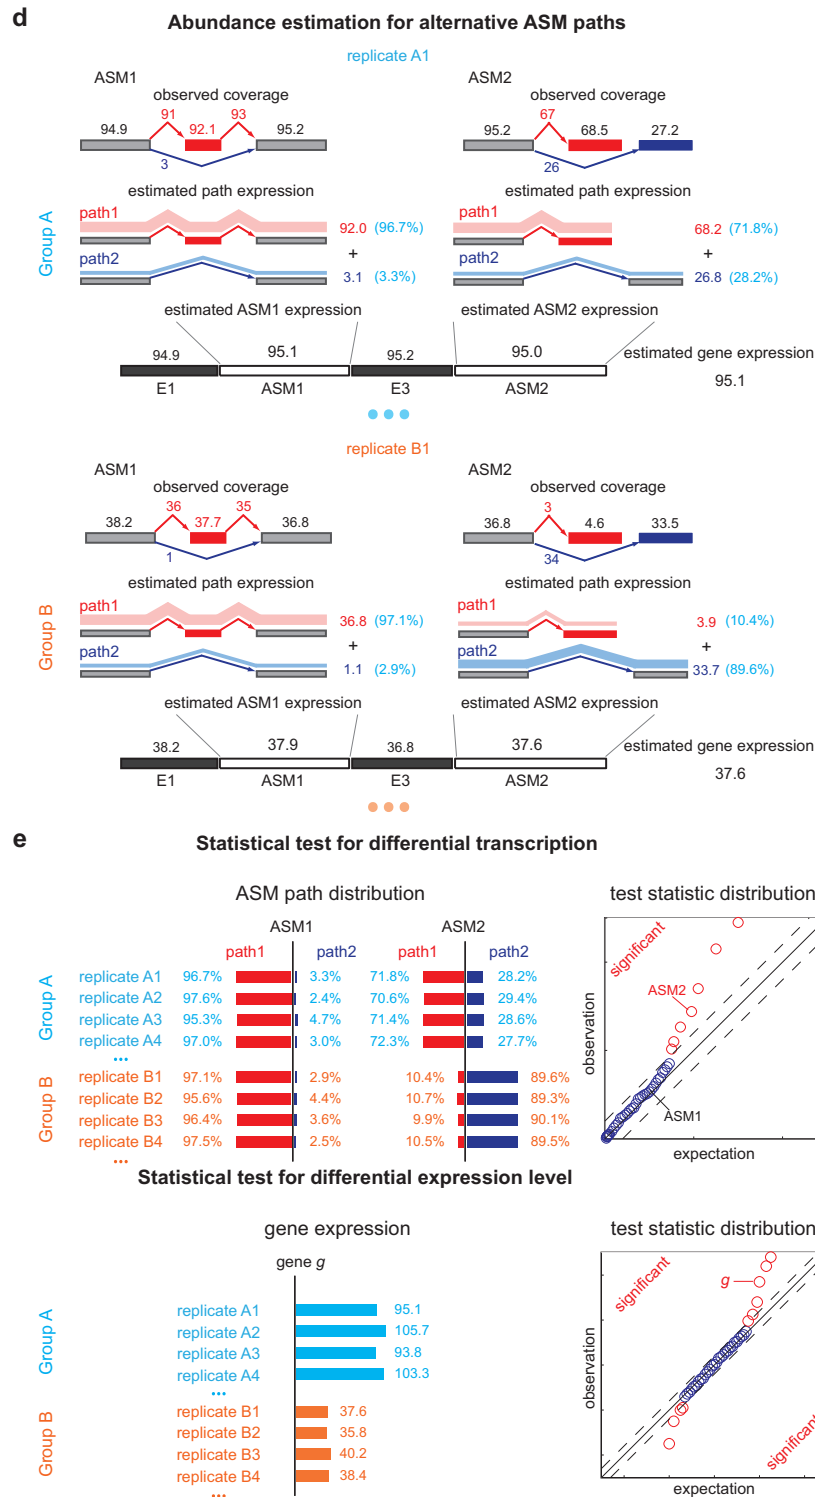 d
Abundance estimation for alternative ASM paths
replicate A1
ASM1
ASM2
observed coverage
observed coverage
91 93
94.9 92.1 95.2
3
67
95.2 68.5 27.2
26
Group A
estimated path expression
estimated path expression
path1
92.0 (96.7%)
+
path2
3.1 (3.3%)
path1
68.2 (71.8%)
+
path2
26.8 (28.2%)
estimated ASM1 expression
estimated ASM2 expression
94.9 95.1 95.2 95.0
E1 ASM1 E3 ASM2
estimated gene expression
95.1
replicate B1
ASM1
ASM2
observed coverage
observed coverage
36 35
38.2 37.7 36.8
1
3
36.8 4.6 33.5
34
Group B
estimated path expression
estimated path expression
path1
36.8 (97.1%)
+
path2
1.1 (2.9%)
path1
3.9 (10.4%)
+
path2
33.7 (89.6%)
estimated ASM1 expression
estimated ASM2 expression
38.2 37.9 36.8 37.6
E1 ASM1 E3 ASM2
estimated gene expression
37.6
e
Statistical test for differential transcription
ASM path distribution
ASM1 ASM2
path1 path2 path1 path2
Group A
replicate A1 96.7% 3.3% 71.8% 28.2%
replicate A2 97.6% 2.4% 70.6% 29.4%
replicate A3 95.3% 4.7% 71.4% 28.6%
replicate A4 97.0% 3.0% 72.3% 27.7%
...
Group B
replicate B1 97.1% 2.9% 10.4% 89.6%
replicate B2 95.6% 4.4% 10.7% 89.3%
replicate B3 96.4% 3.6% 9.9% 90.1%
replicate B4 97.5% 2.5% 10.5% 89.5%
...
test statistic distribution
significant
ASM2
ASM1
observation
expectation
Statistical test for differential expression level
gene expression
gene g
Group A
replicate A1 95.1
replicate A2 105.7
replicate A3 93.8
replicate A4 103.3
...
Group B
replicate B1 37.6
replicate B2 35.8
replicate B3 40.2
replicate B4 38.4
...
test statistic distribution
significant
g
significant
observation
expectation